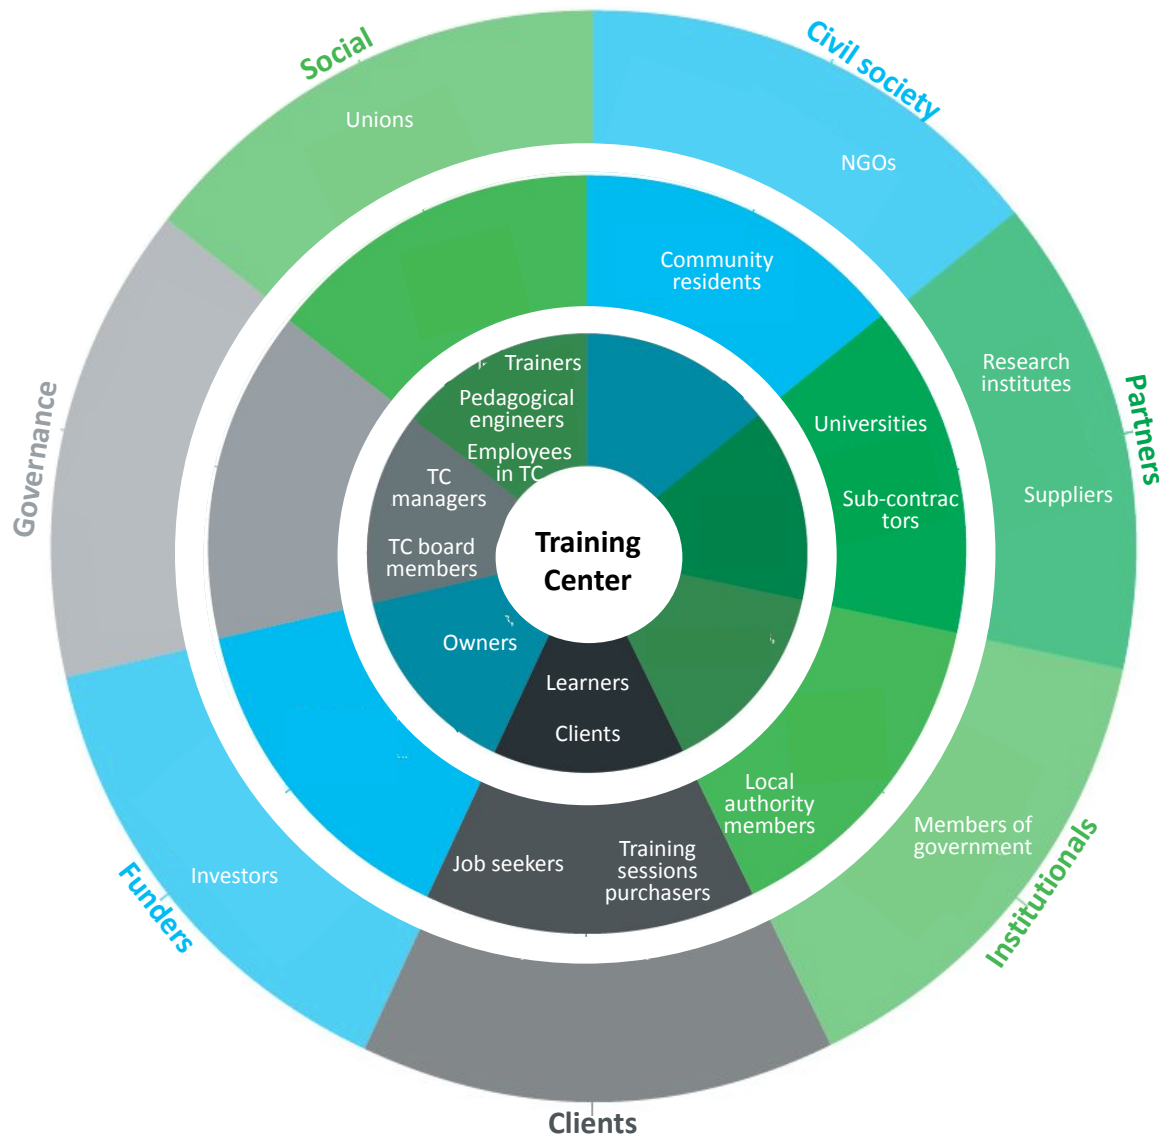 Social
Civil society
Unions
NGOs
Community
residents
Research
institutes
Trainers
Pedagogical
engineers
Employees
in TC
Universities
Partners
Governance
TC
managers
Sub-contrac
tors
Suppliers
Training
Center
TC board
members
Owners
Learners
Clients
Local
authority
members
Members of
government
Job seekers
Training
sessions
purchasers
Investors
Funders
Institutionals
Clients